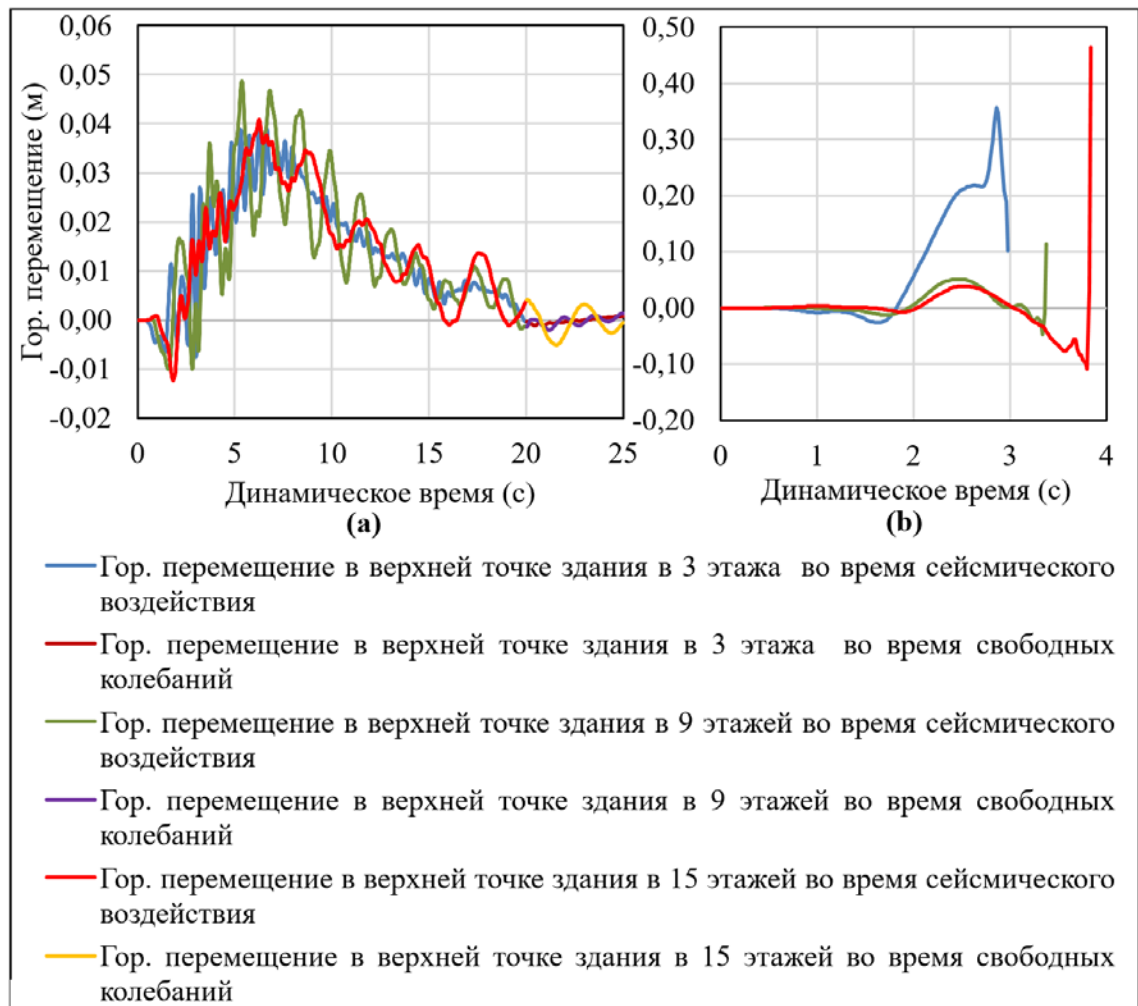 Гор. перемещение (м)
0,06
0,05
0,04
0,03
0,02
0,01
0,00
-0,01
-0,02
0 5 10 15 20 25
Динамическое время (с)
(a)
0,50
0,40
0,30
0,20
0,10
0,00
-0,10
-0,20
0 1 2 3 4
Динамическое время (с)
(b)
Гор. перемещение в верхней точке здания в 3 этажа во время сейсмического
воздействия
Гор. перемещение в верхней точке здания в 3 этажа во время свободных
колебаний
Гор. перемещение в верхней точке здания в 9 этажей во время сейсмического
воздействия
Гор. перемещение в верхней точке здания в 9 этажей во время свободных
колебаний
Гор. перемещение в верхней точке здания в 15 этажей во время сейсмического
воздействия
Гор. перемещение в верхней точке здания в 15 этажей во время свободных
колебаний